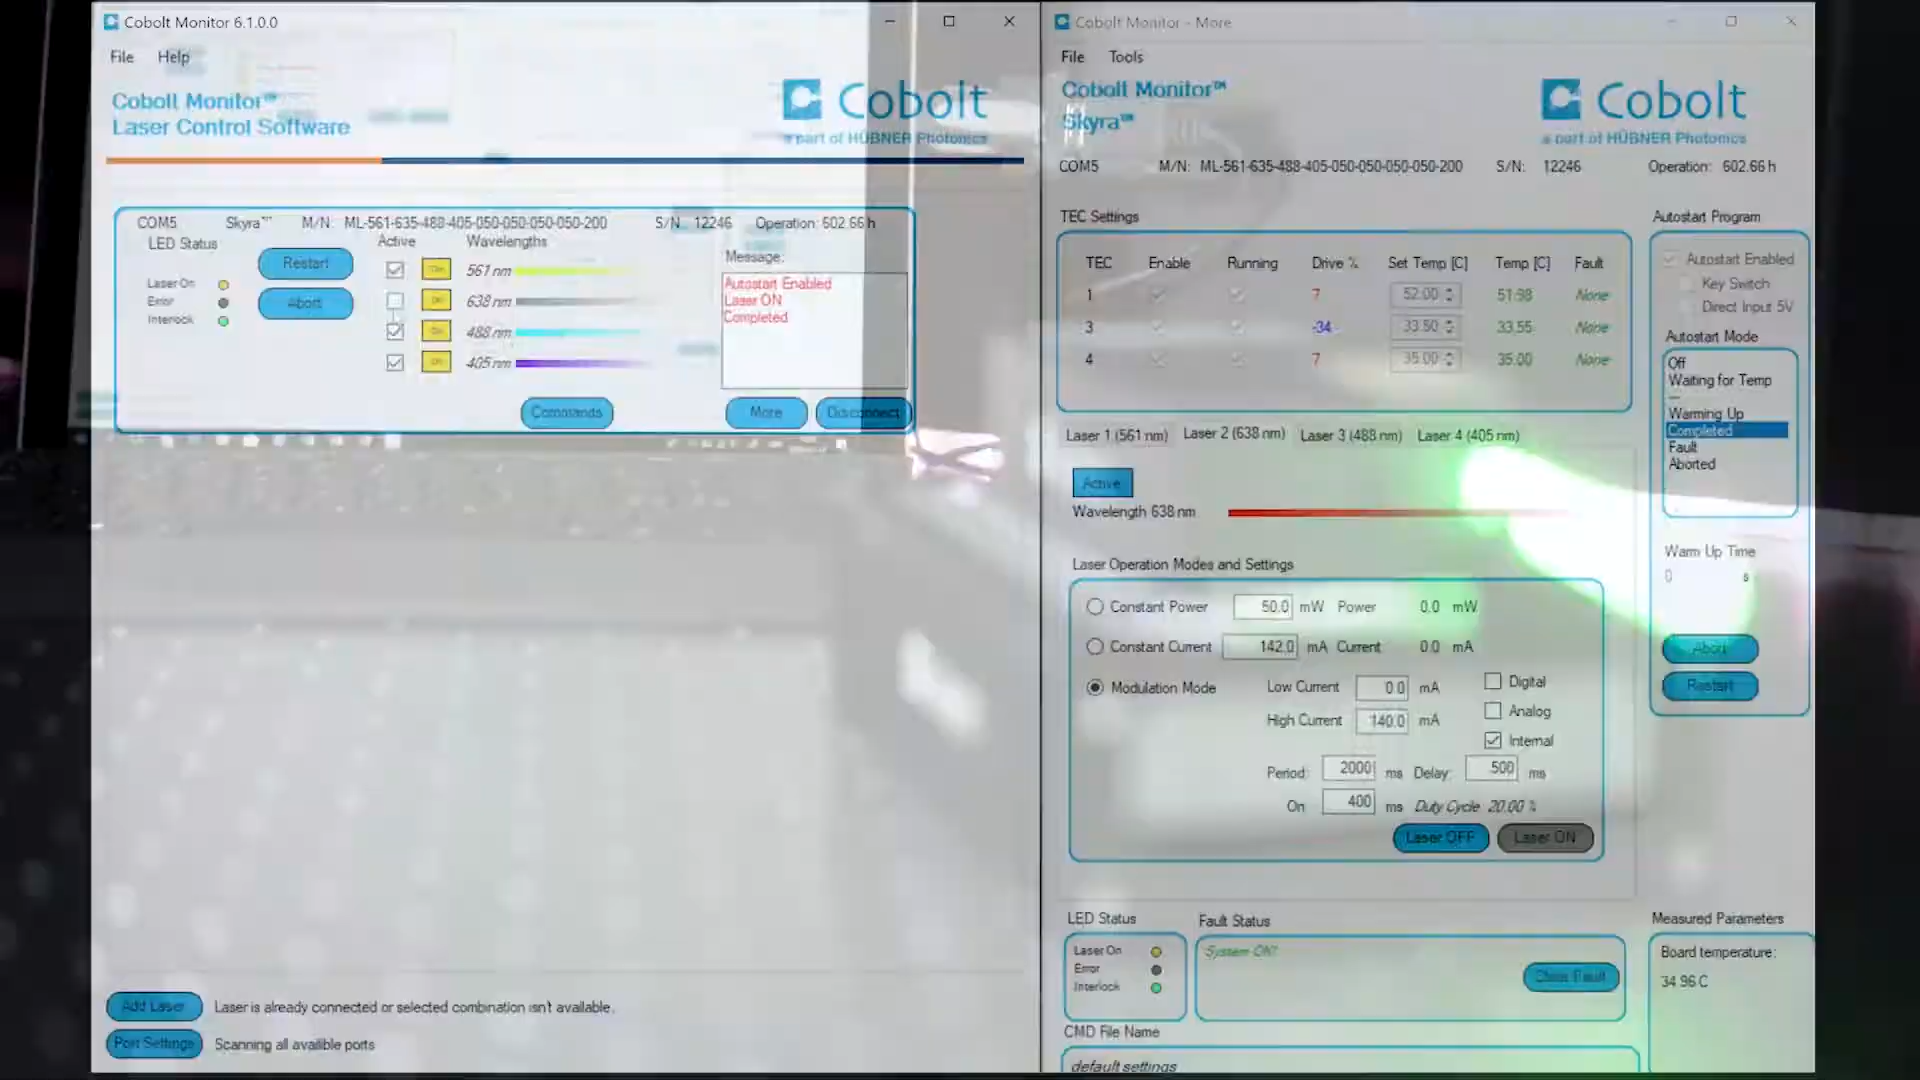 Cobolt Monitor 6.1.0.0
File Help
Cobolt Monitor™
Laser Control Software
Cobolt
a part of HÜBNER Photonics
COM5 Skyra™ M/N: ML-561-635-488-405-050-050-050-050-200 S/N: 12246 Operation: 602.66 h
LED Status
Laser On
Error
Interlock
Restart
Abort
Active Wavelengths
On 561 nm
On 638 nm
On 488 nm
On 405 nm
Message:
Autostart Enabled
Laser ON
Completed
Commands More Disconnect
Add Laser Laser is already connected or selected combination isn't available.
Port Settings Scanning all availible ports
Cobolt Monitor - More
File Tools
Cobolt Monitor™
Skyra™
Cobolt
a part of HÜBNER Photonics
COM5 M/N: ML-561-635-488-405-050-050-050-050-200 S/N: 12246 Operation: 602.66 h
TEC Settings
TEC Enable Running Drive % Set Temp [C] Temp [C] Fault
1 7 52.00 51.98 None
3 -34 33.50 33.55 None
4 7 35.00 35.00 None
Laser 1 (561 nm) Laser 2 (638 nm) Laser 3 (488 nm) Laser 4 (405 nm)
Active
Wavelength 638 nm
Laser Operation Modes and Settings
Constant Power 50.0 mW Power 0.0 mW
Constant Current 142.0 mA Current 0.0 mA
Modulation Mode Low Current 0.0 mA Digital
High Current 140.0 mA Analog
Internal
Period: 2000 ms Delay: 500 ms
On: 400 ms Duty Cycle 20.00 %
Laser OFF Laser ON
Autostart Program
Autostart Enabled
Key Switch
Direct Input 5V
Autostart Mode
Off
Waiting for Temp
---
Warming Up
Completed
Fault
Aborted
Warm Up Time
0 s
Abort
Restart
LED Status
Laser On
Error
Interlock
Fault Status
System OK!
Clear Fault
Measured Parameters
Board temperature:
34.96 C
CMD File Name
default settings